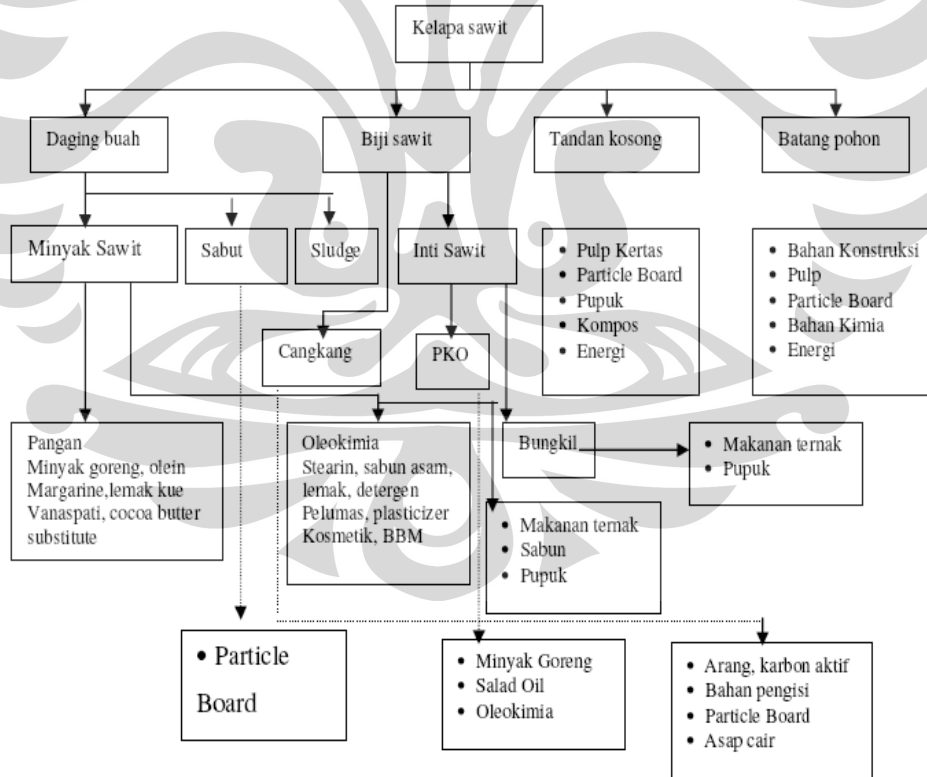 Kelapa sawit
Daging buah
Biji sawit
Tandan kosong
Batang pohon
Minyak Sawit
Sabut
Sludge
Inti Sawit
• Pulp Kertas
• Particle Board
• Pupuk
• Kompos
• Energi
• Bahan Konstruksi
• Pulp
• Particle Board
• Bahan Kimia
• Energi
Cangkang
PKO
Pangan
Minyak goreng, olein
Margarine,lemak kue
Vanaspati, cocoa butter
substitute
Oleokimia
Stearin, sabun asam,
lemak, detergen
Pelumas, plasticizer
Kosmetik, BBM
Bungkil
• Makanan ternak
• Pupuk
• Makanan ternak
• Sabun
• Pupuk
• Particle
Board
• Minyak Goreng
• Salad Oil
• Oleokimia
• Arang, karbon aktif
• Bahan pengisi
• Particle Board
• Asap cair